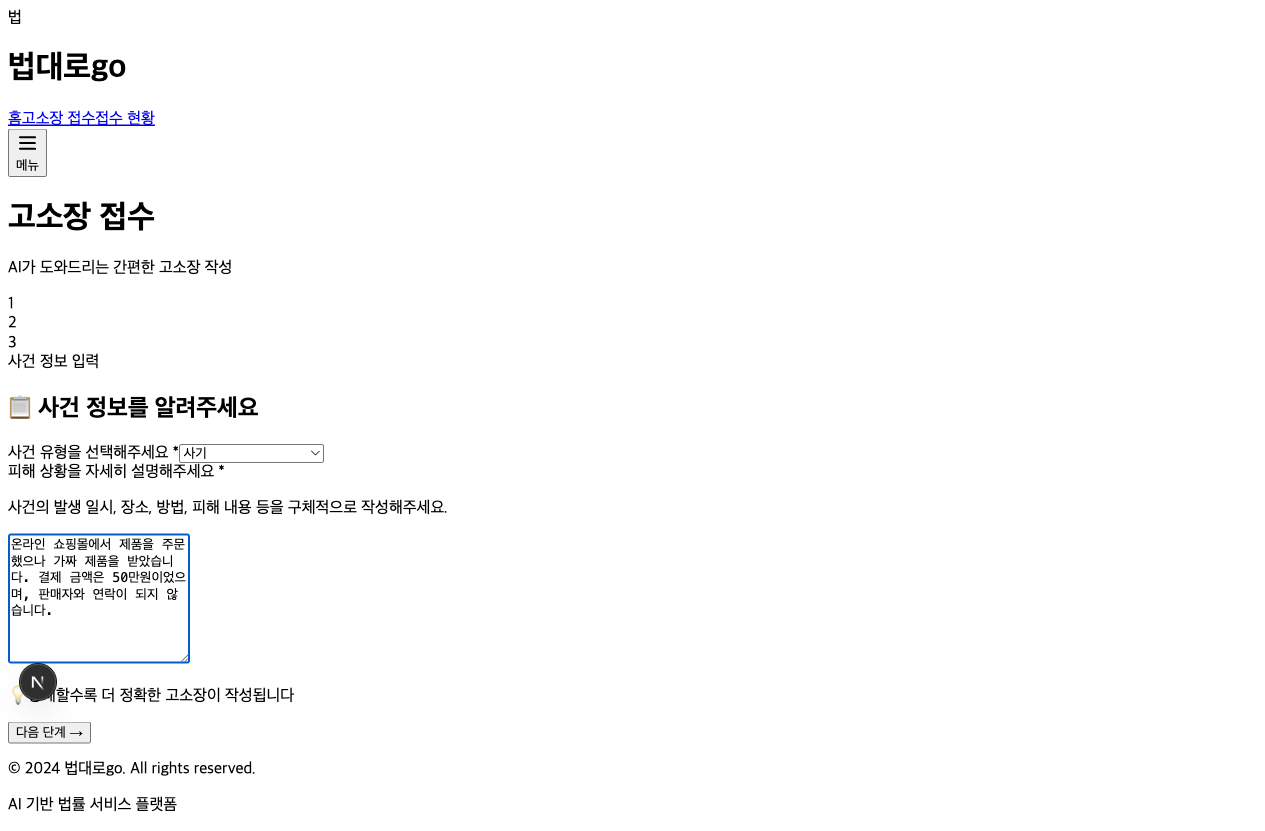 법
법대로go
홈고소장 접수접수 현황
메뉴
고소장 접수
AI가 도와드리는 간편한 고소장 작성
1
2
3
사건 정보 입력
📋 사건 정보를 알려주세요
사건 유형을 선택해주세요 * 사기
피해 상황을 자세히 설명해주세요 *
사건의 발생 일시, 장소, 방법, 피해 내용 등을 구체적으로 작성해주세요.
온라인 쇼핑몰에서 제품을 주문
했으나 가짜 제품을 받았습니
다. 결제 금액은 50만원이었으
며, 판매자와 연락이 되지 않
습니다.
N
💡 할수록 더 정확한 고소장이 작성됩니다
다음 단계 →
© 2024 법대로go. All rights reserved.
AI 기반 법률 서비스 플랫폼